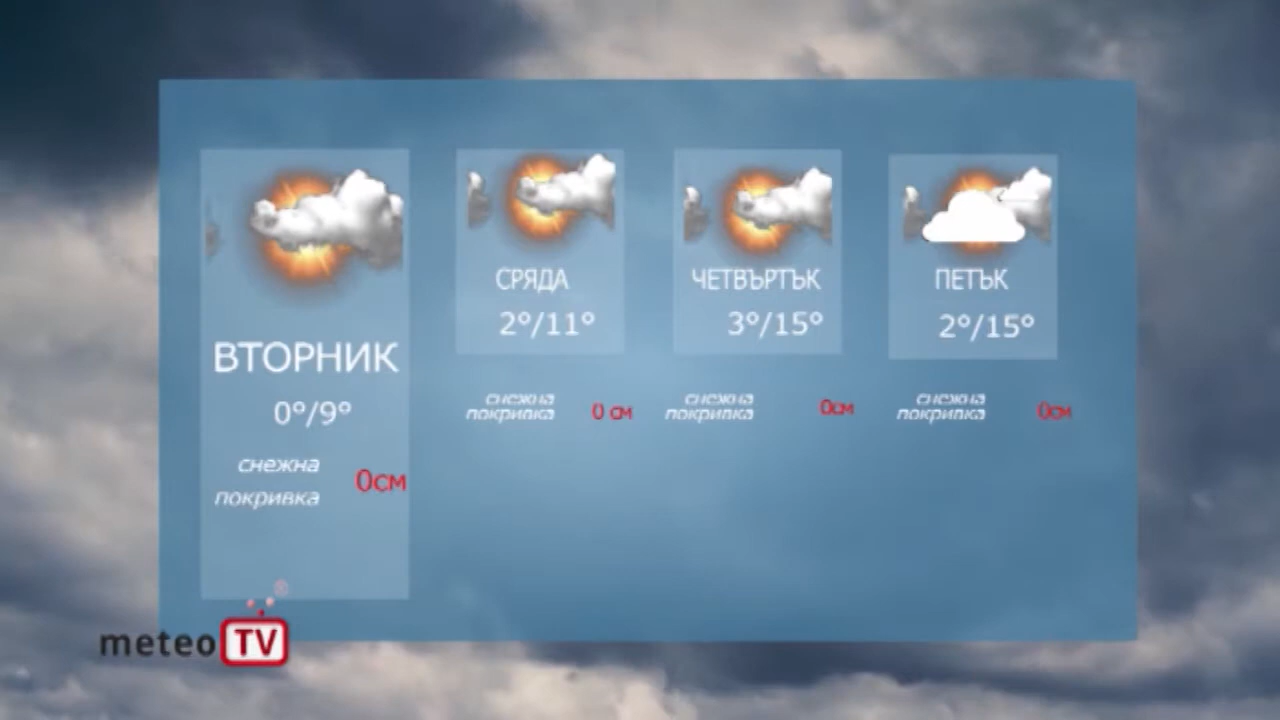 ВТОРНИК
0°/9°
снежна
покривка
0см
СРЯДА
2°/11°
снежна
покривка
0 см
ЧЕТВЪРТЪК
3°/15°
снежна
покривка
0см
ПЕТЪК
2°/15°
снежна
покривка
0см
meteo TV